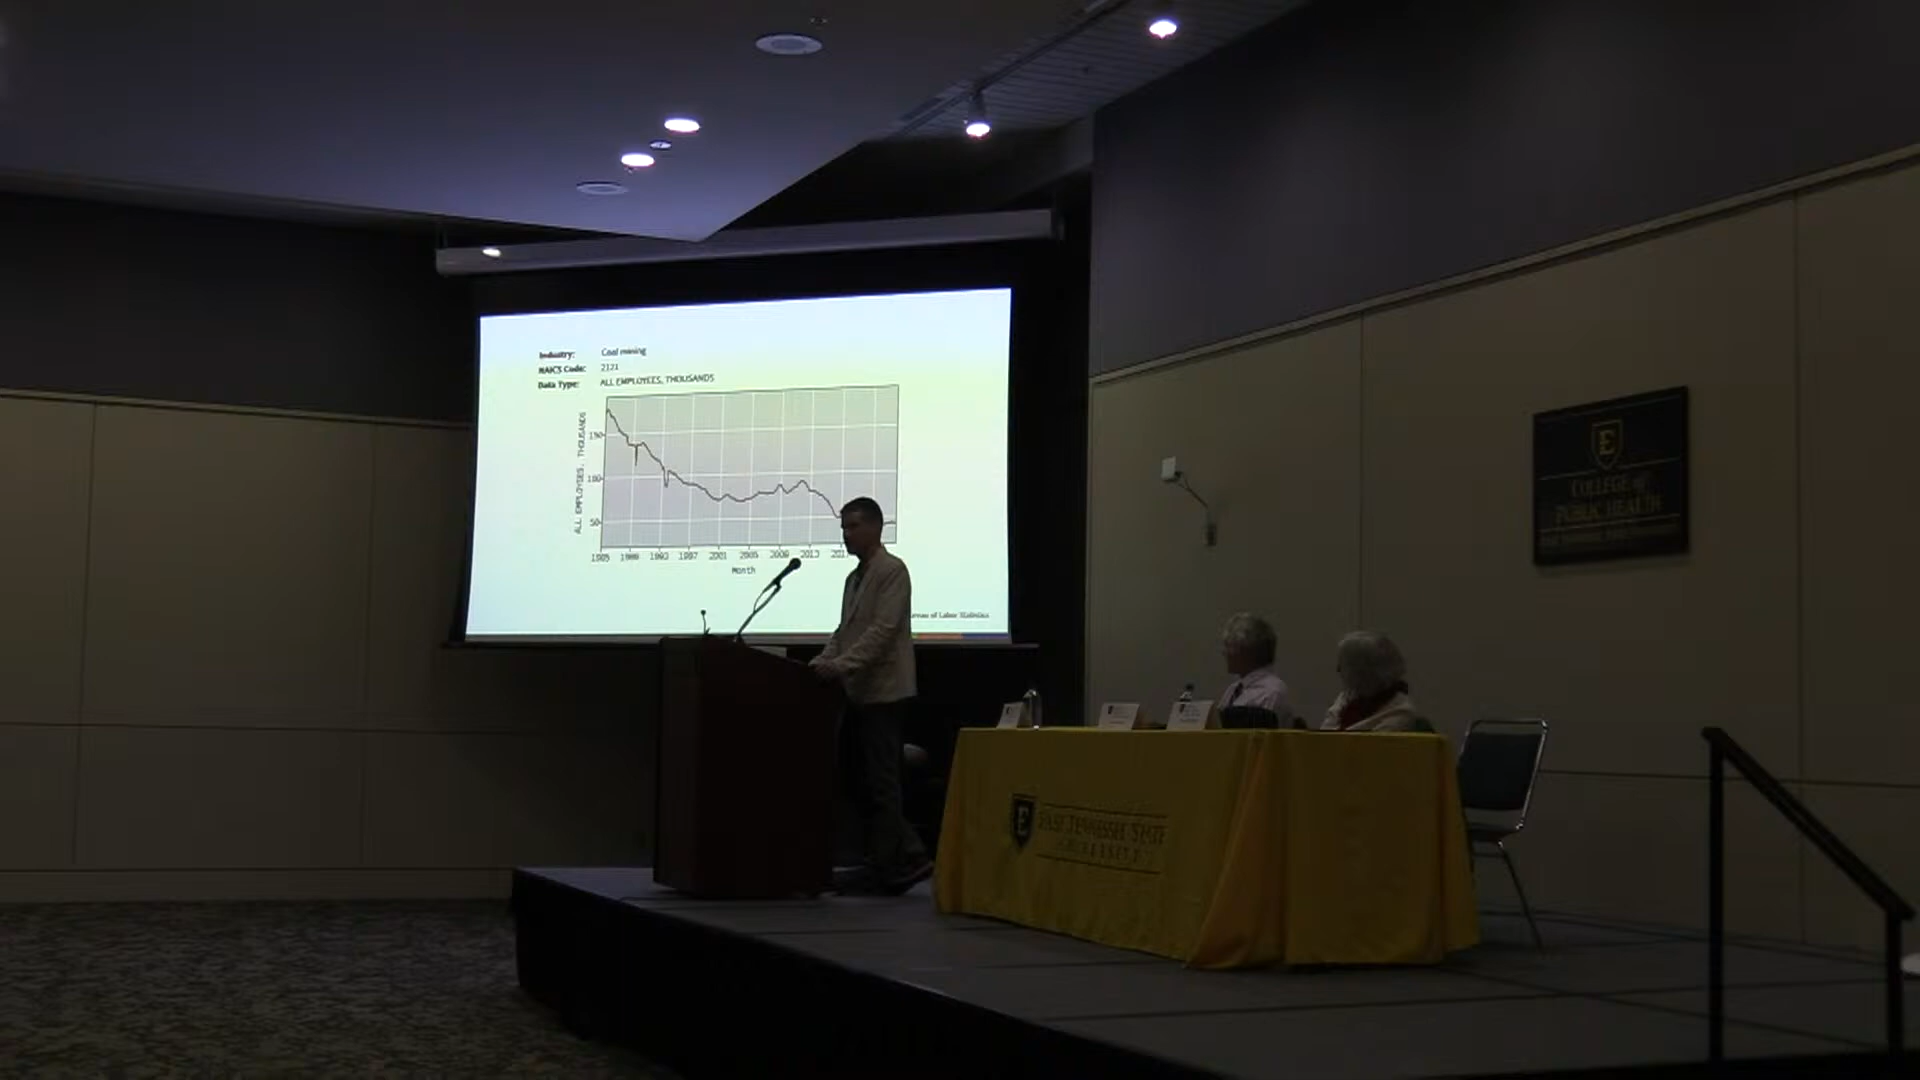 Industry: Coal mining
NAICS Code: 2121
Data Type: ALL EMPLOYEES, THOUSANDS
ALL EMPLOYEES, THOUSANDS
150
100
50
1985 1989 1993 1997 2001 2005 2009 2013 2017
Month
Bureau of Labor Statistics
E
COLLEGE of
PUBLIC HEALTH
E
EAST TENNESSEE STATE
UNIVERSITY